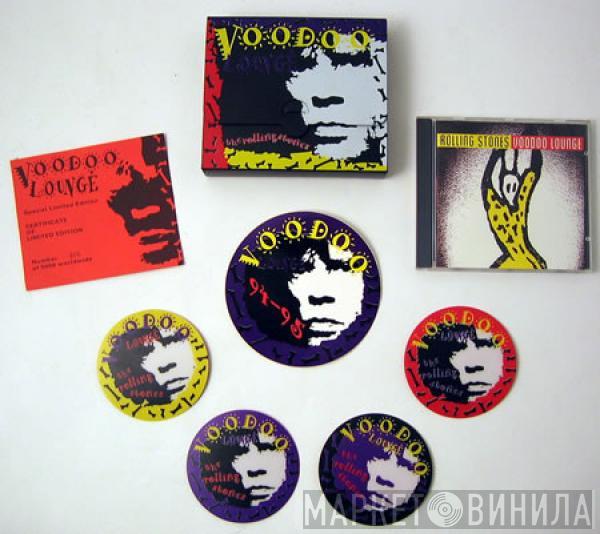 VOODOO
LOUNGE
the rolling stones
ROLLING STONES VOODOO LOUNGE
VOODOO
LOUNGE
Special Limited Edition
CERTIFICATE
OF
LIMITED EDITION
Number
of 5000 worldwide
VOODOO
LOUNGE
94-95
VOODOO
LOUNGE
the
rolling
stones
VOODOO
LOUNGE
the
rolling
stones
VOODOO
LOUNGE
the
rolling
stones
VOODOO
LOUNGE
the
rolling
stones
МАРКЕТ ВИНИЛА